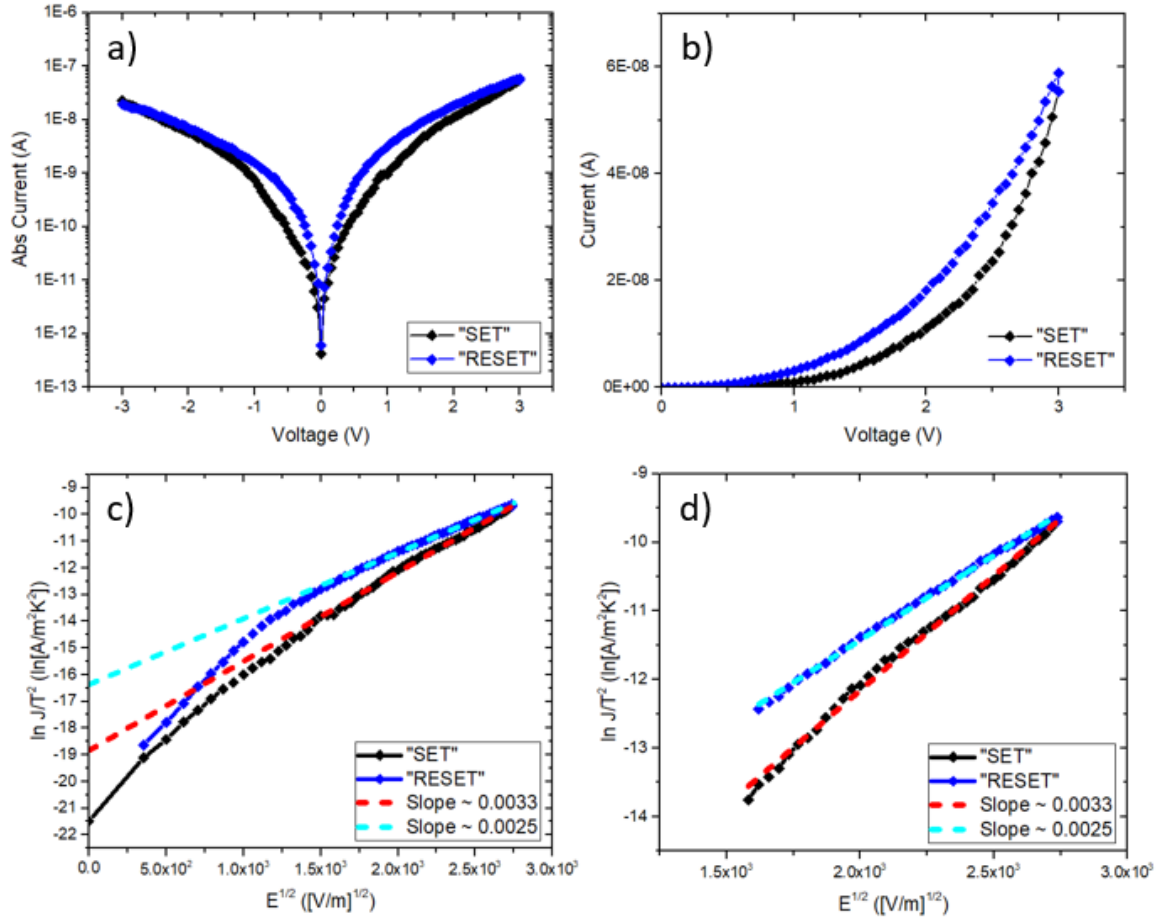 a)
1E-6
1E-7
1E-8
1E-9
1E-10
1E-11
1E-12
1E-13
Abs Current (A)
-3 -2 -1 0 1 2 3
Voltage (V)
"SET"
"RESET"
b)
6E-08
4E-08
2E-08
0E+00
Current (A)
0 1 2 3
Voltage (V)
"SET"
"RESET"
c)
-9
-10
-11
-12
-13
-14
-15
-16
-17
-18
-19
-20
-21
-22
ln J/T² (ln[A/m²K²])
0.0 5.0x10² 1.0x10³ 1.5x10³ 2.0x10³ 2.5x10³ 3.0x10³
E^1/2 ([V/m]^1/2)
"SET"
"RESET"
Slope ~ 0.0033
Slope ~ 0.0025
d)
-9
-10
-11
-12
-13
-14
ln J/T² (ln[A/m²K²])
1.5x10³ 2.0x10³ 2.5x10³ 3.0x10³
E^1/2 ([V/m]^1/2)
"SET"
"RESET"
Slope ~ 0.0033
Slope ~ 0.0025